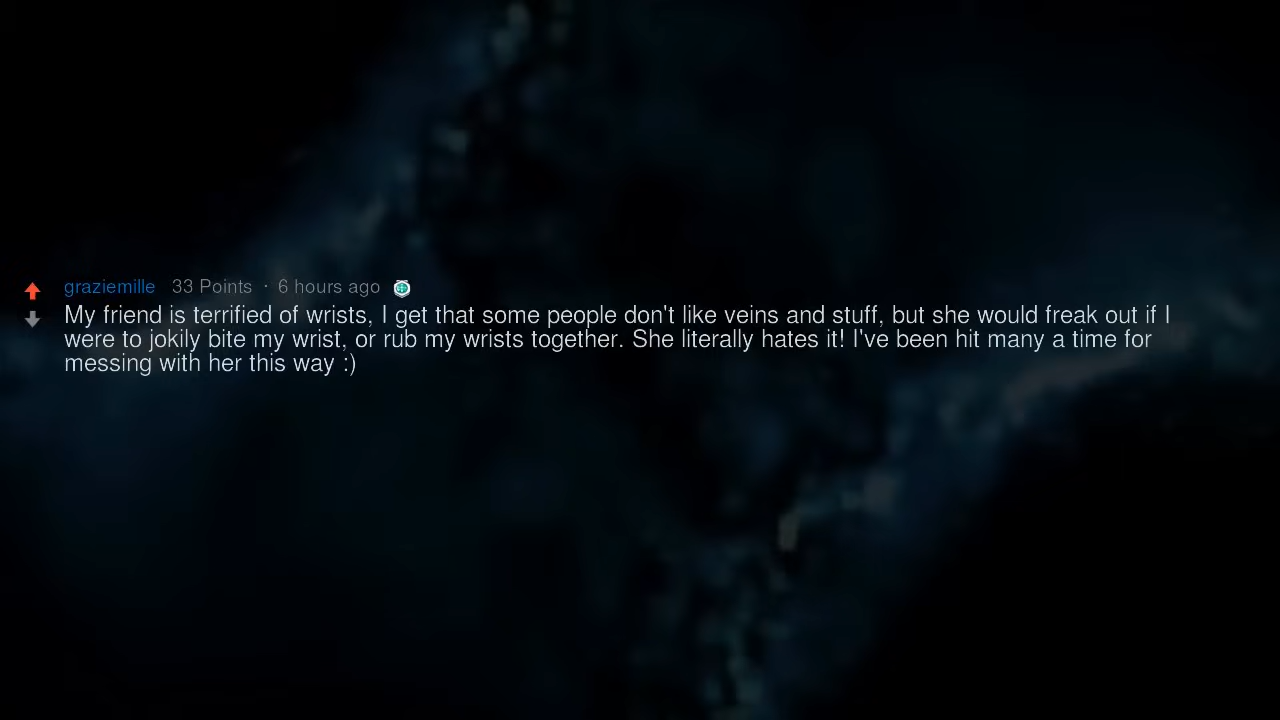 graziemille 33 Points · 6 hours ago
My friend is terrified of wrists, I get that some people don't like veins and stuff, but she would freak out if I
were to jokily bite my wrist, or rub my wrists together. She literally hates it! I've been hit many a time for
messing with her this way :)